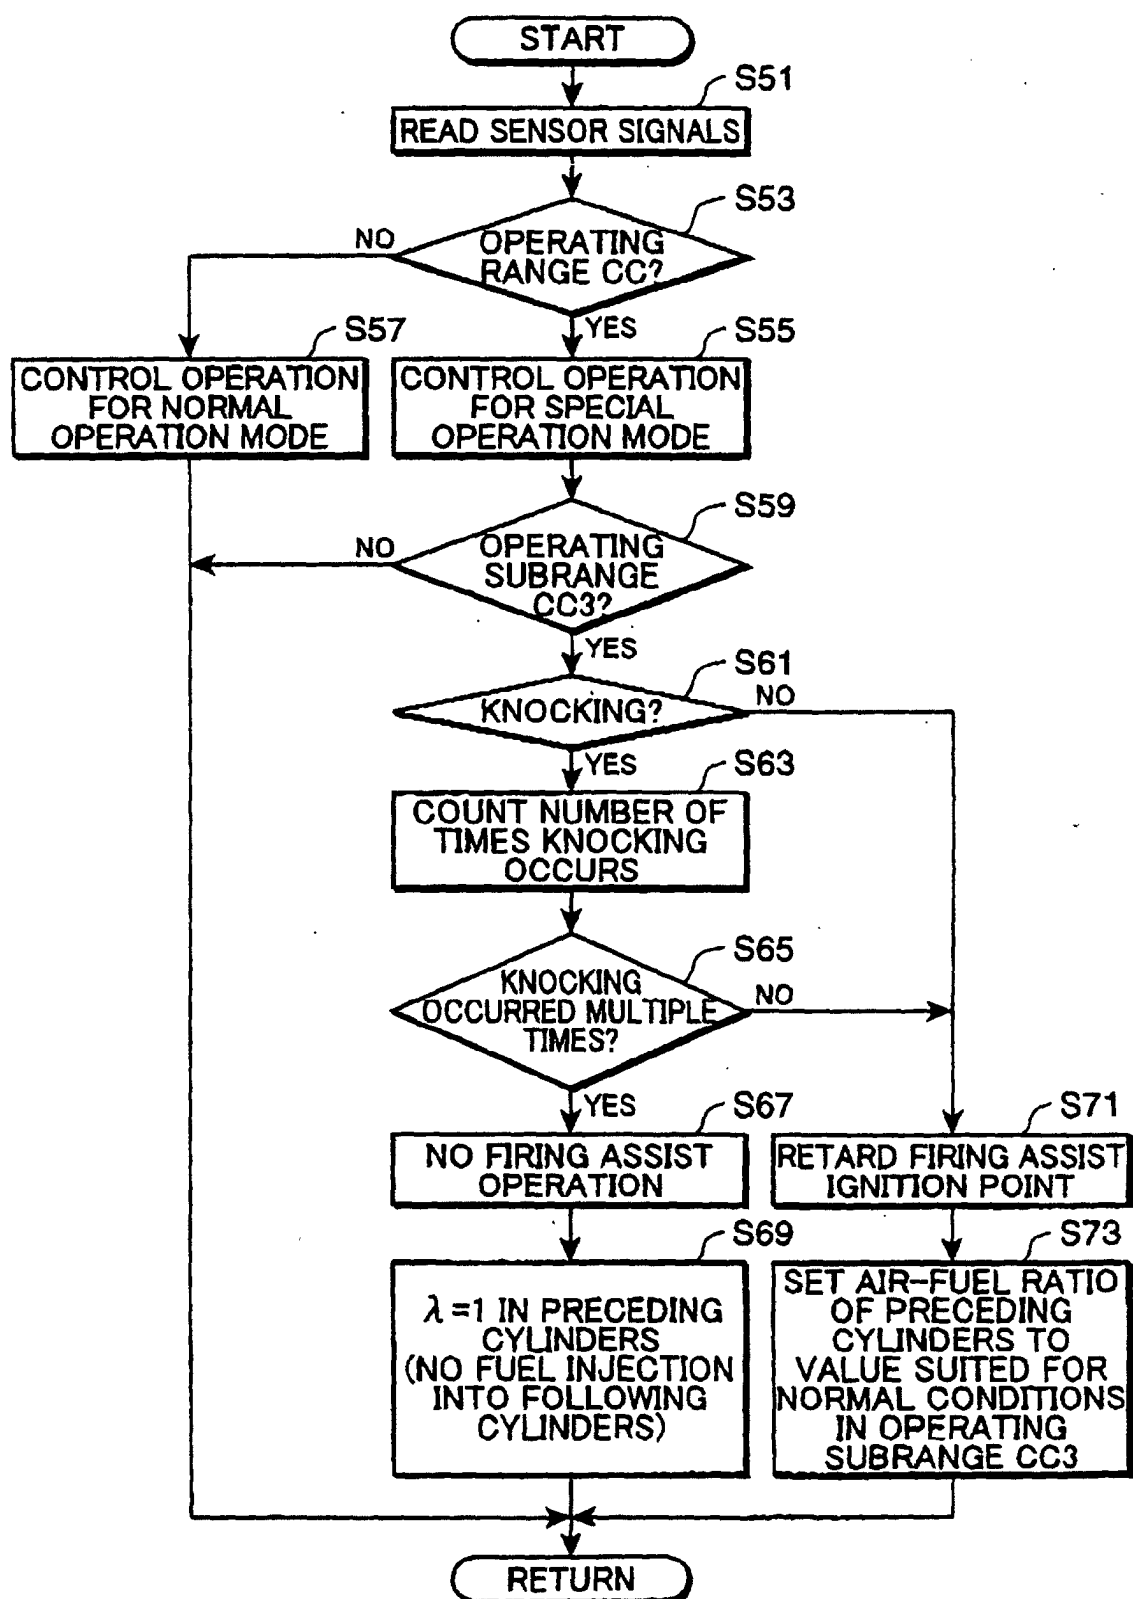 START
S51
READ SENSOR SIGNALS
S53
NO
OPERATING
RANGE CC?
YES
S57
S55
CONTROL OPERATION
FOR NORMAL
OPERATION MODE
CONTROL OPERATION
FOR SPECIAL
OPERATION MODE
S59
NO
OPERATING
SUBRANGE
CC3?
YES
S61
KNOCKING?
NO
YES
S63
COUNT NUMBER OF
TIMES KNOCKING
OCCURS
S65
KNOCKING
OCCURRED MULTIPLE
TIMES?
NO
YES
S67
S71
NO FIRING ASSIST
OPERATION
RETARD FIRING ASSIST
IGNITION POINT
S69
S73
λ=1 IN PRECEDING
CYLINDERS
(NO FUEL INJECTION
INTO FOLLOWING
CYLINDERS)
SET AIR-FUEL RATIO
OF PRECEDING
CYLINDERS TO
VALUE SUITED FOR
NORMAL CONDITIONS
IN OPERATING
SUBRANGE CC3
RETURN